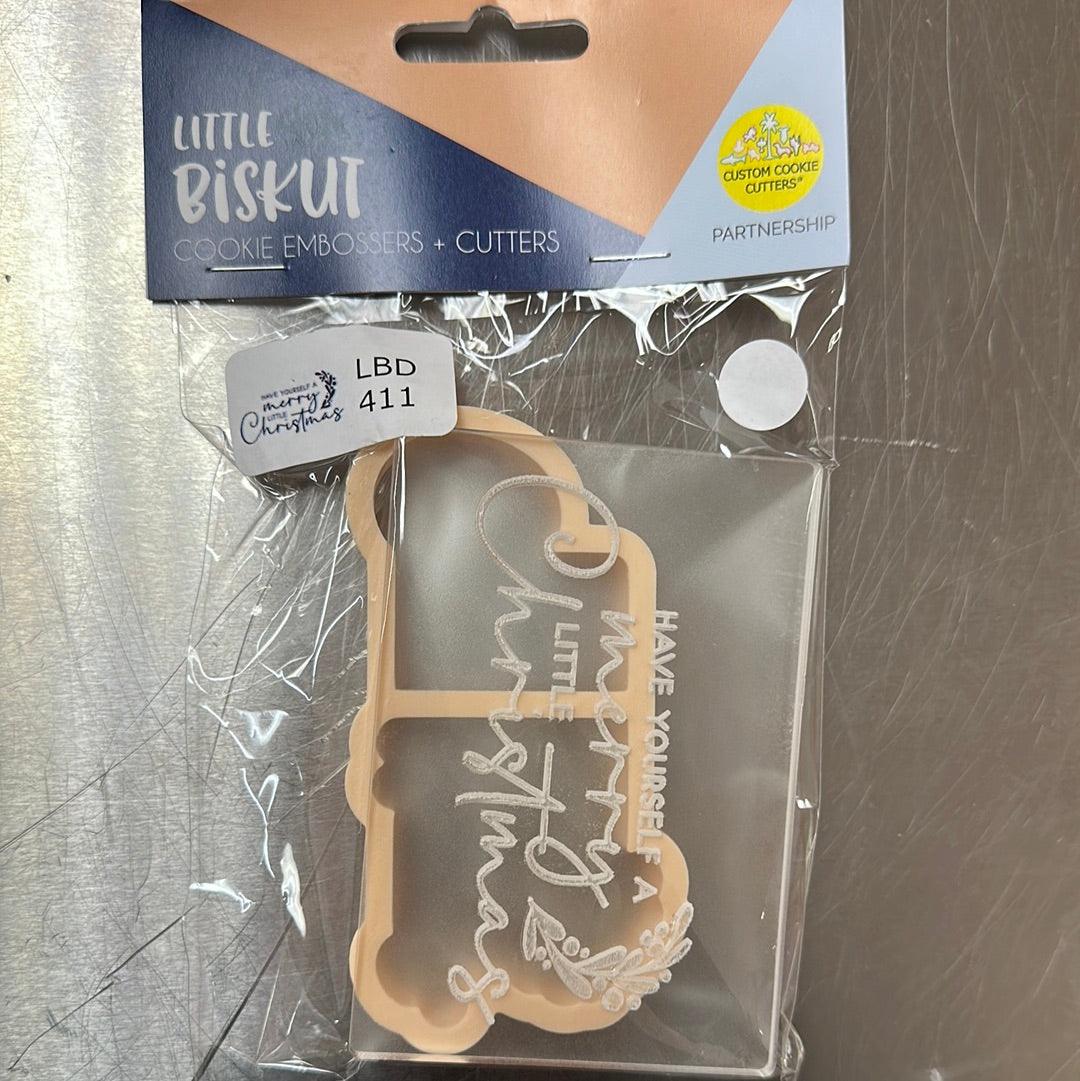 LITTLE
BiSKUT
COOKIE EMBOSSERS + CUTTERS
CUSTOM COOKIE
CUTTERS®
PARTNERSHIP
HAVE YOURSELF A
merry
LITTLE
Christmas
LBD
411
HAVE YOURSELF A
merry
LITTLE
Christmas